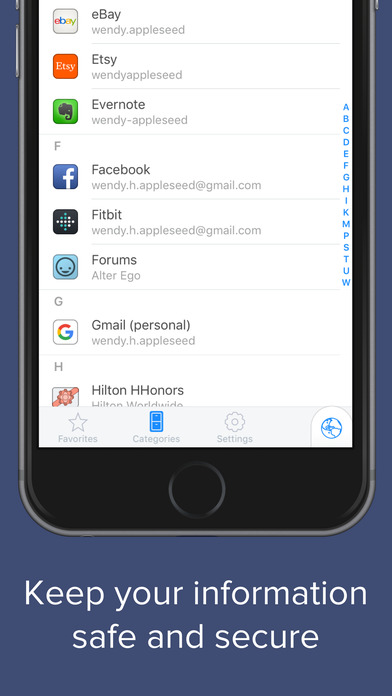 eBay
wendy.appleseed
Etsy
wendyappleseed
Evernote
wendy-appleseed
F
Facebook
wendy.h.appleseed@gmail.com
Fitbit
wendy.h.appleseed@gmail.com
Forums
Alter Ego
G
Gmail (personal)
wendy.h.appleseed
H
Hilton HHonors
Hilton Worldwide
A
B
C
D
E
F
G
H
I
K
M
P
S
T
U
W
Favorites
Categories
Settings
Keep your information
safe and secure